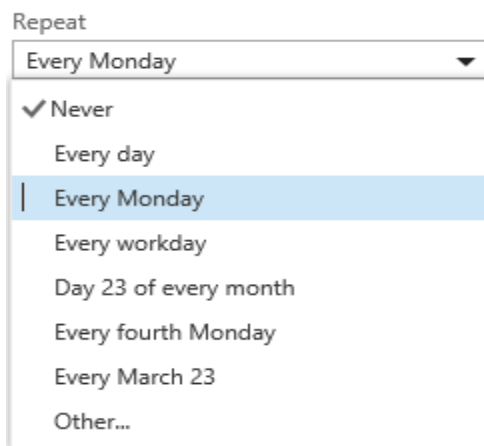 Repeat
Every Monday
Never
Every day
Every Monday
Every workday
Day 23 of every month
Every fourth Monday
Every March 23
Other...